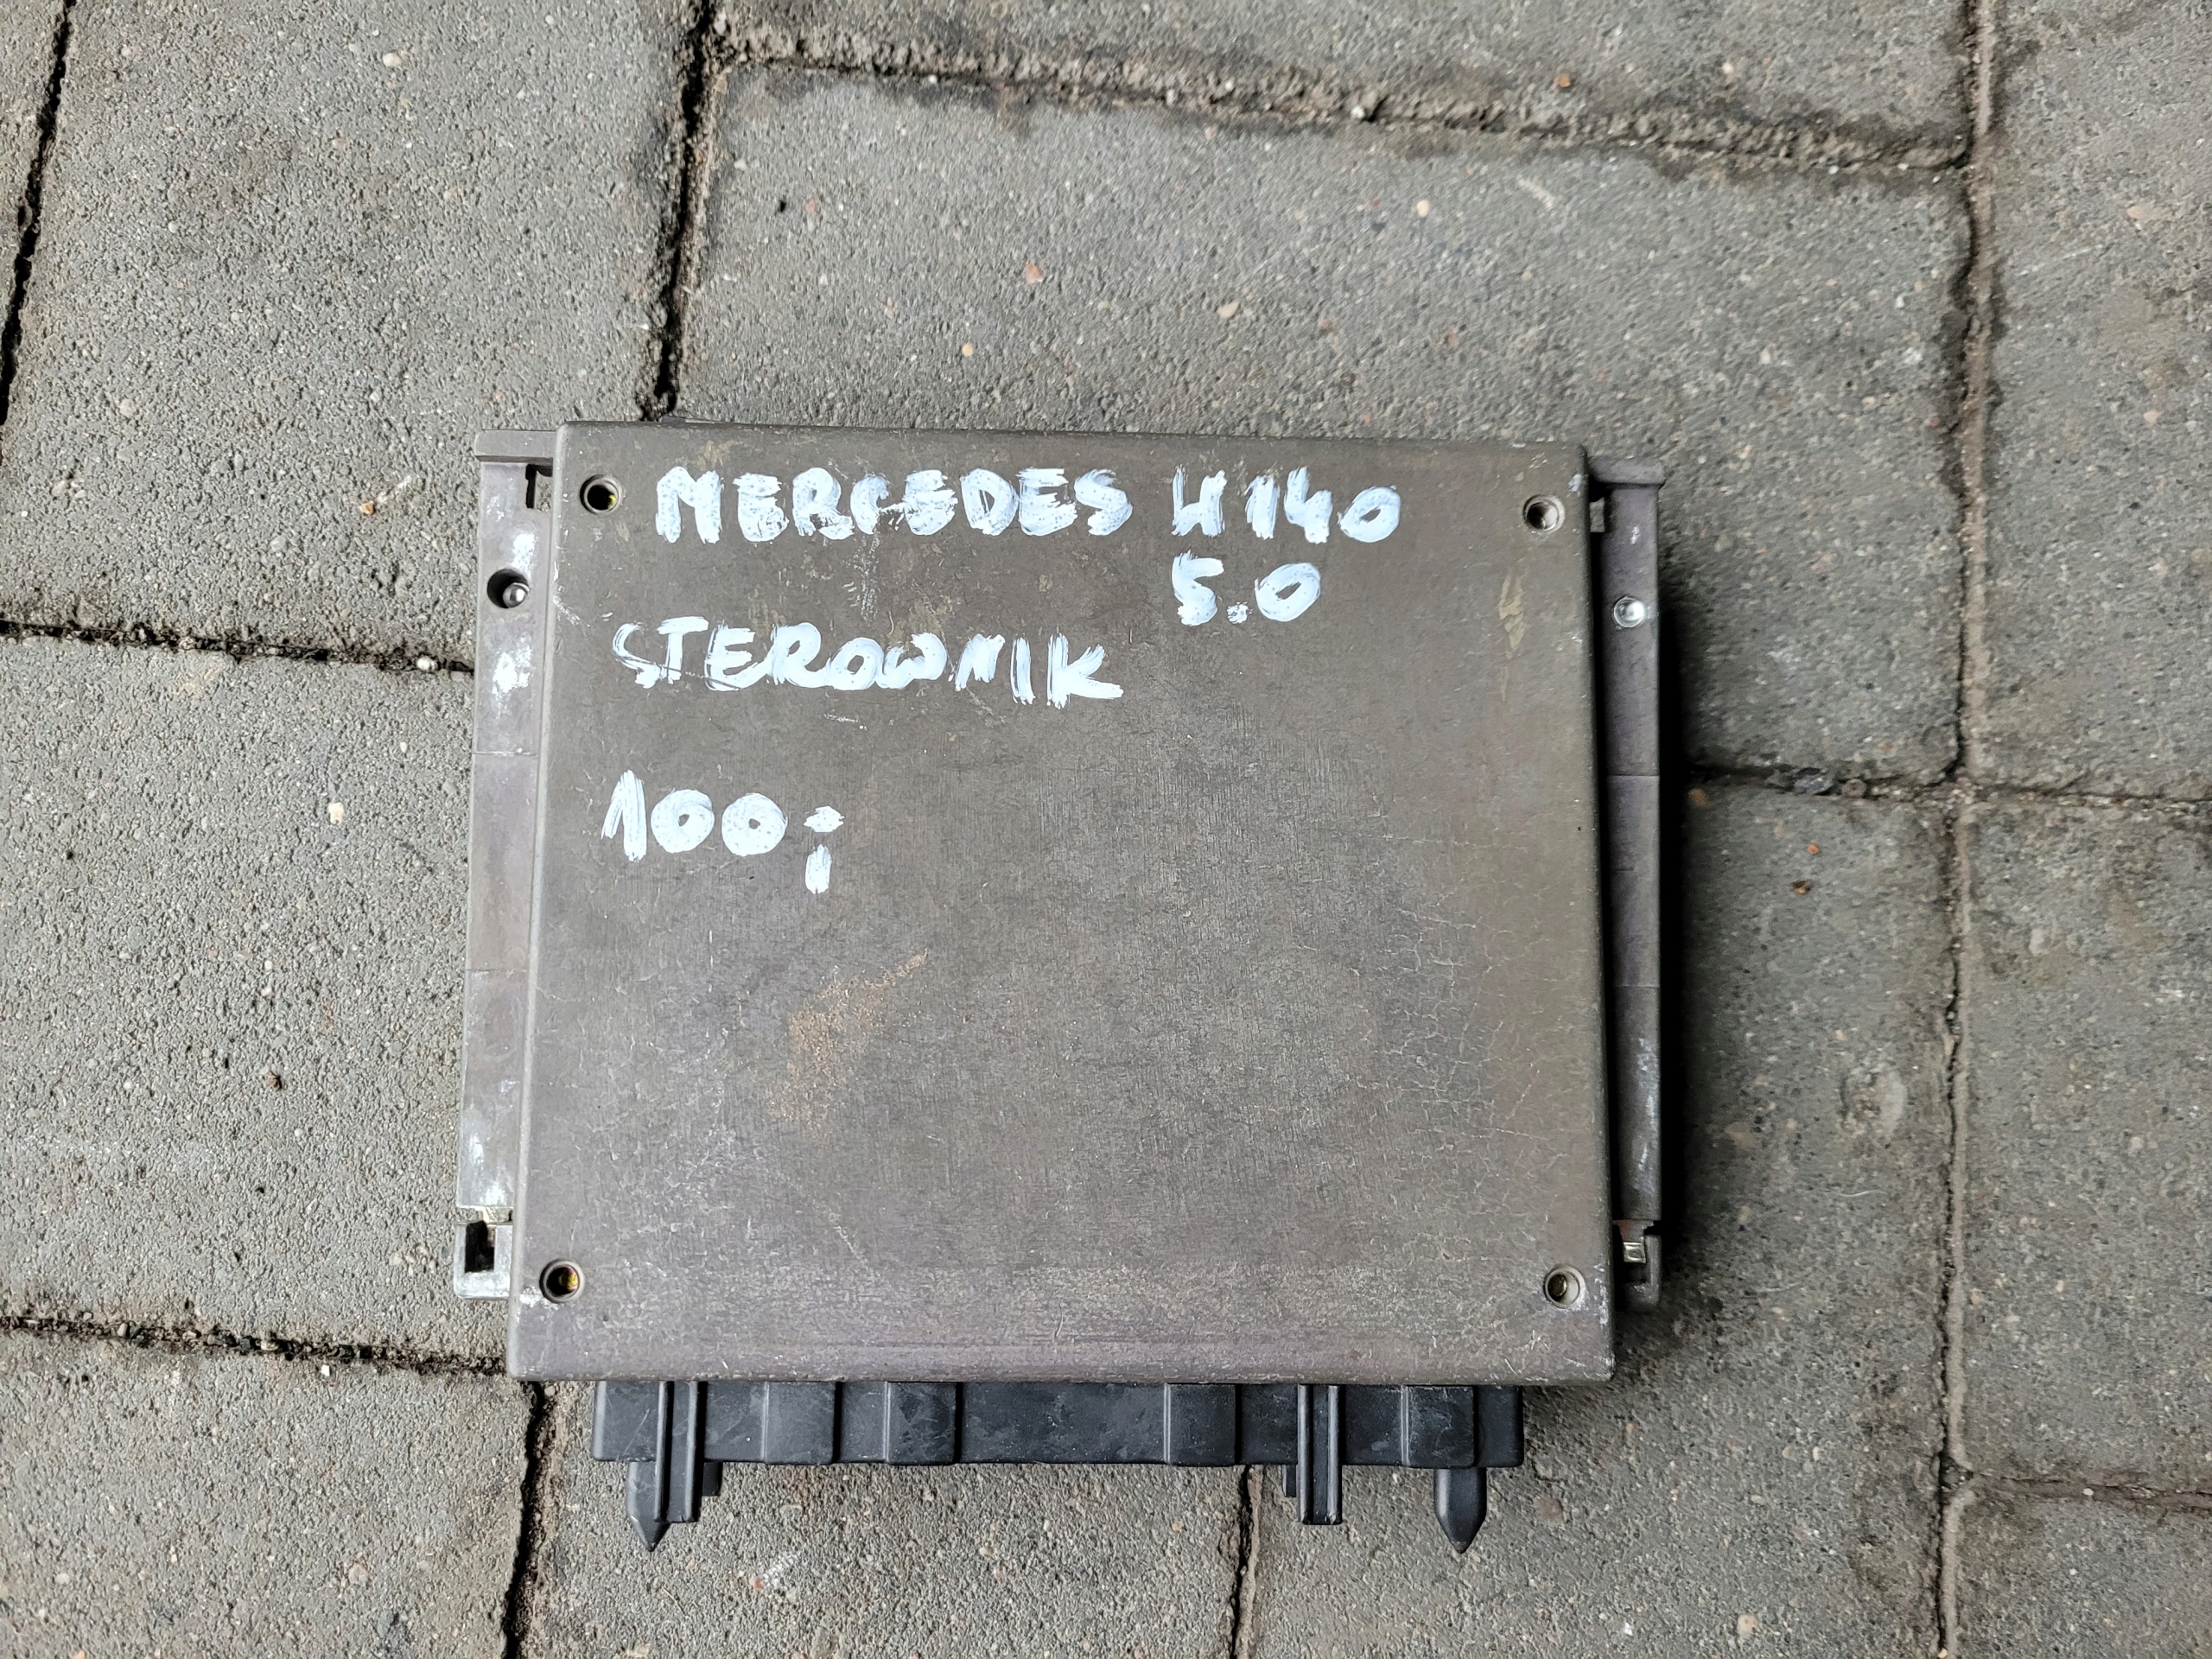 MERCEDES W140
5.0
STEROWNIK
100;